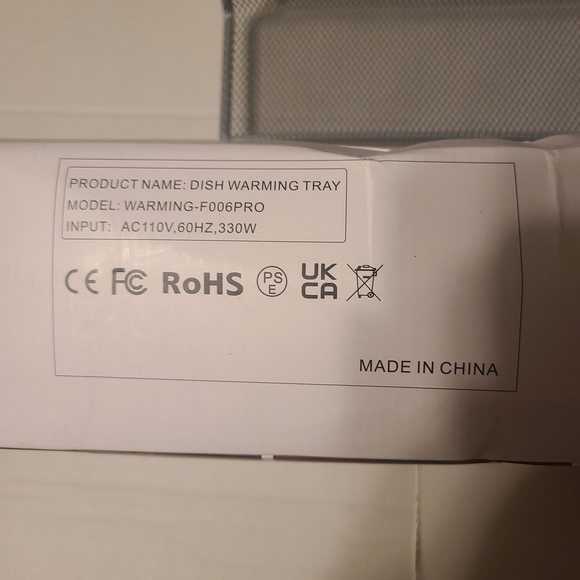 PRODUCT NAME: DISH WARMING TRAY
MODEL: WARMING-F006PRO
INPUT: AC110V,60HZ,330W
CE FC RoHS PS E UK CA
MADE IN CHINA